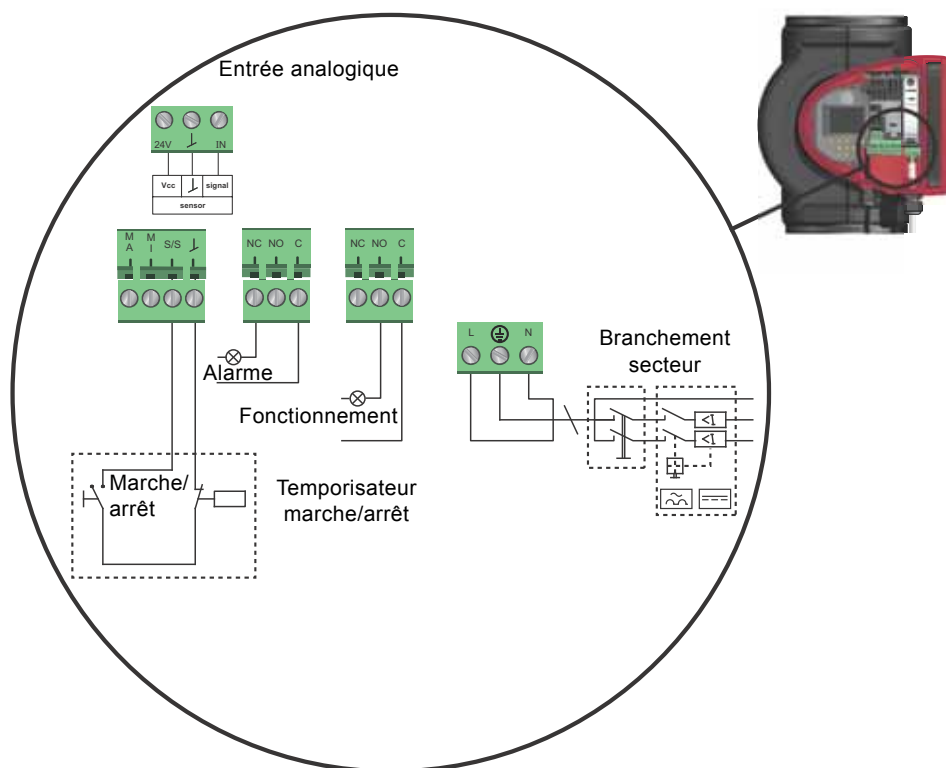 Entrée analogique
24V IN
Vcc signal
sensor
M A M I S/S
NC NO C
NC NO C
Alarme
Fonctionnement
L N
Branchement
secteur
Marche/
arrêt
Temporisateur
marche/arrêt